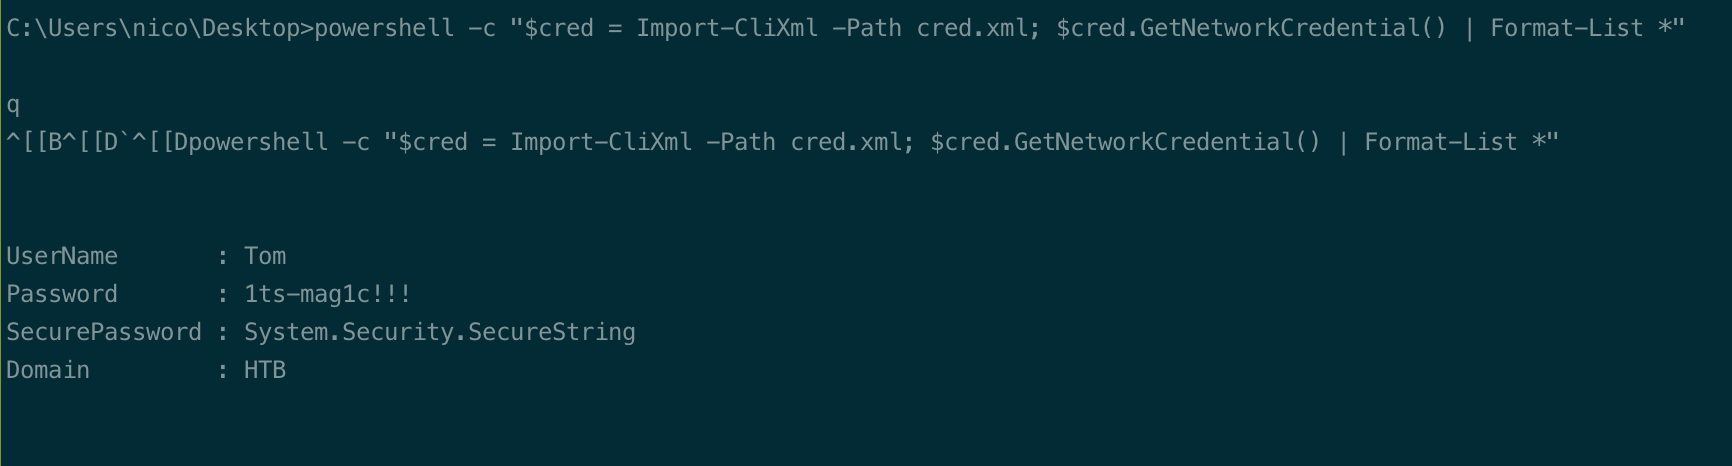 C:\Users\nico\Desktop>powershell -c "$cred = Import-CliXml -Path cred.xml; $cred.GetNetworkCredential() | Format-List *"
q
^[[B^[[D`^[[Dpowershell -c "$cred = Import-CliXml -Path cred.xml; $cred.GetNetworkCredential() | Format-List *"
UserName       : Tom
Password       : 1ts-mag1c!!!
SecurePassword : System.Security.SecureString
Domain         : HTB